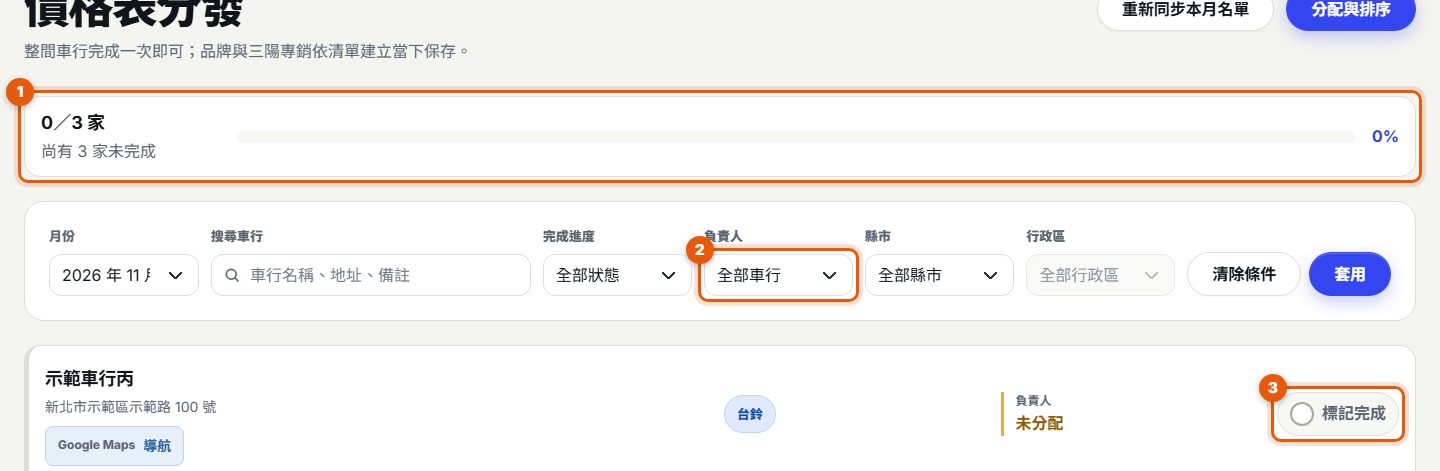 價格表分發
重新同步本月名單
分配與排序
整間車行完成一次即可；品牌與三陽專銷依清單建立當下保存。
1
0／3 家
尚有 3 家未完成
0%
月份
搜尋車行
完成進度
負責人
縣市
行政區
2
2026 年 11 月
車行名稱、地址、備註
全部狀態
全部車行
全部縣市
全部行政區
清除條件
套用
示範車行丙
新北市示範區示範路 100 號
Google Maps 導航
台鈴
負責人
未分配
3
標記完成